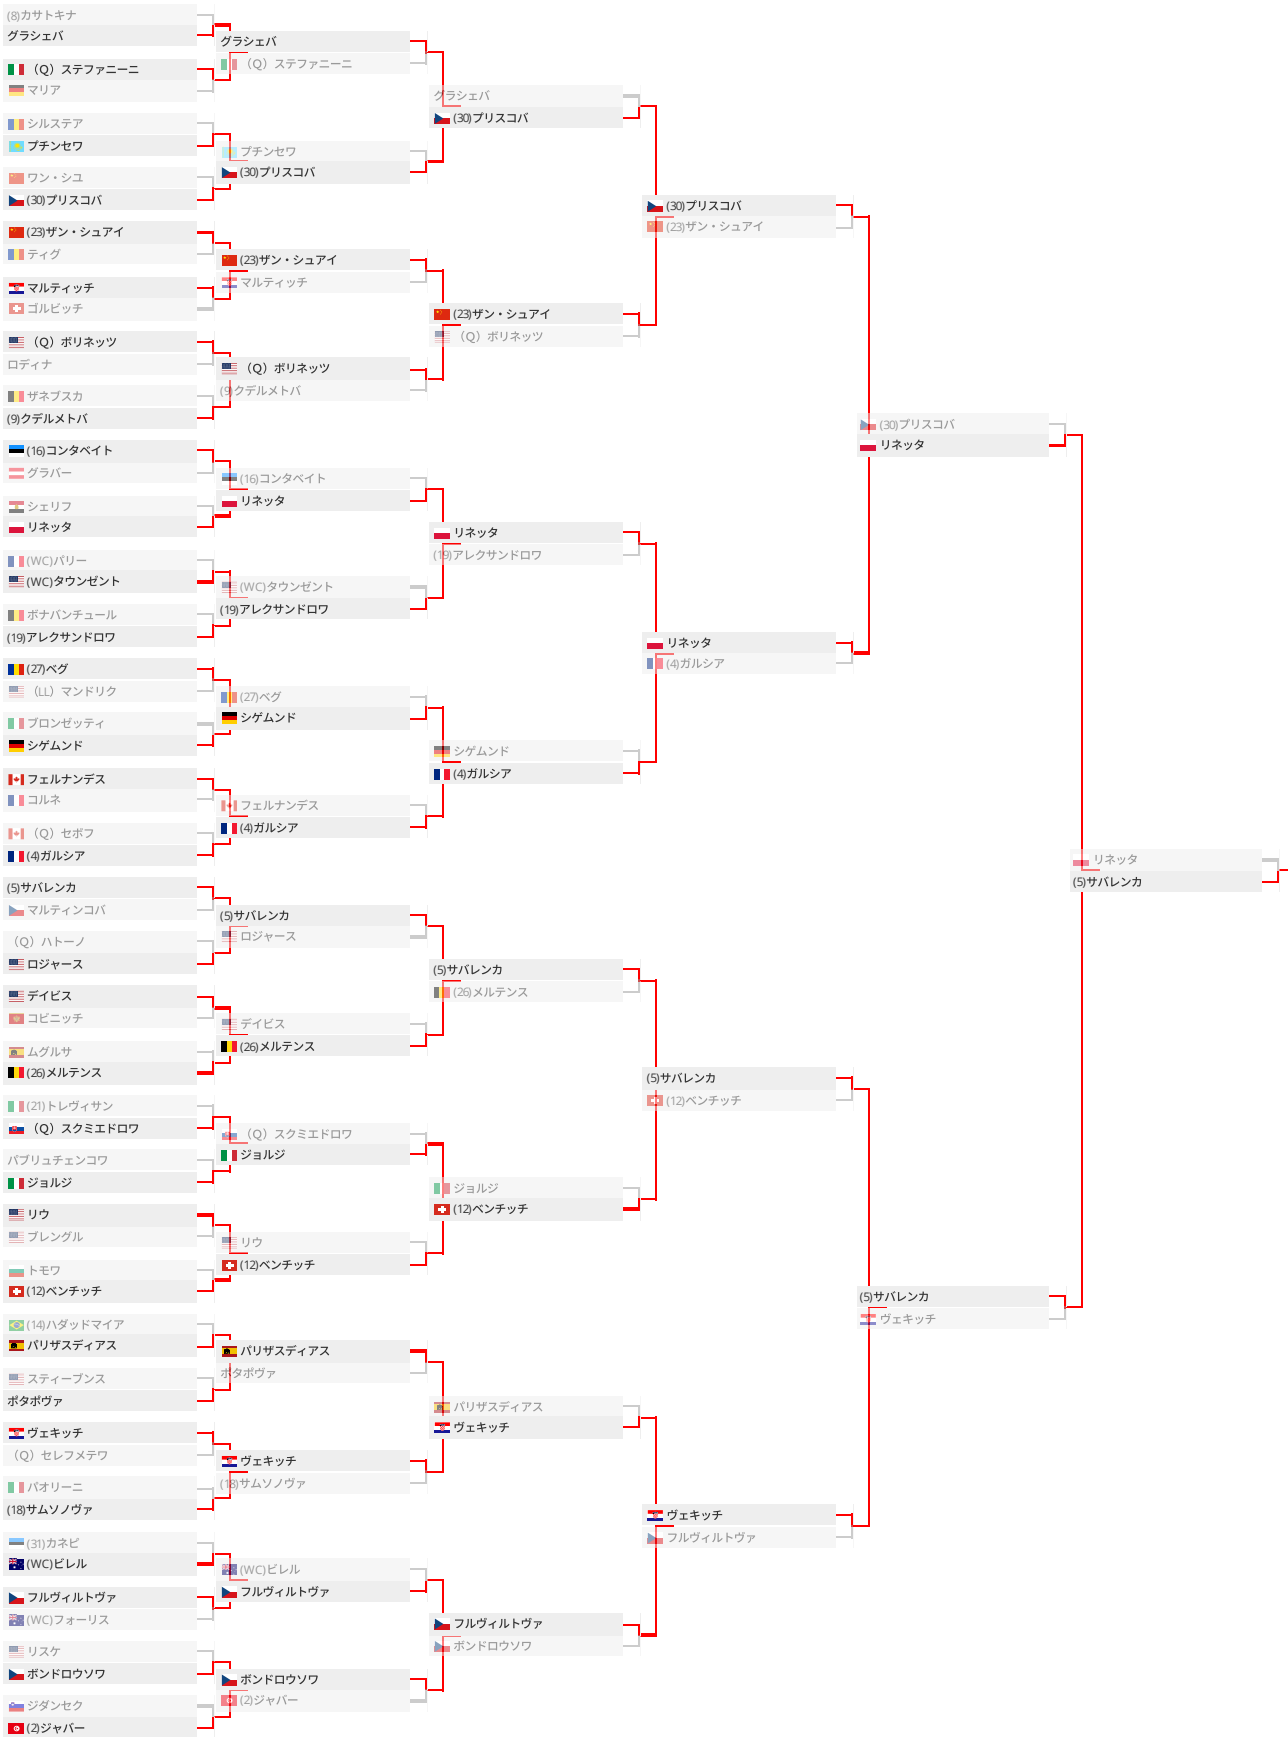 (8)カサトキナ
グラシェバ
（Q）ステファニーニ
マリア
シルステア
プチンセワ
ワン・シユ
(30)プリスコバ
(23)ザン・シュアイ
ティグ
マルティッチ
ゴルビッチ
（Q）ボリネッツ
ロディナ
ザネブスカ
(9)クデルメトバ
(16)コンタベイト
グラバー
シェリフ
リネッタ
(WC)パリー
(WC)タウンゼント
ボナバンチュール
(19)アレクサンドロワ
(27)ベグ
（LL）マンドリク
ブロンゼッティ
シゲムンド
フェルナンデス
コルネ
（Q）セボフ
(4)ガルシア
(5)サバレンカ
マルティンコバ
（Q）ハトーノ
ロジャース
デイビス
コビニッチ
ムグルサ
(26)メルテンス
(21)トレヴィサン
（Q）スクミエドロワ
パブリュチェンコワ
ジョルジ
リウ
ブレングル
トモワ
(12)ベンチッチ
(14)ハダッドマイア
パリザスディアス
スティーブンス
ポタポヴァ
ヴェキッチ
（Q）セレフメテワ
パオリーニ
(18)サムソノヴァ
(31)カネピ
(WC)ビレル
フルヴィルトヴァ
(WC)フォーリス
リスケ
ボンドロウソワ
ジダンセク
(2)ジャバー
グラシェバ
（Q）ステファニーニ
プチンセワ
(30)プリスコバ
(23)ザン・シュアイ
マルティッチ
（Q）ボリネッツ
(9)クデルメトバ
(16)コンタベイト
リネッタ
(WC)タウンゼント
(19)アレクサンドロワ
(27)ベグ
シゲムンド
フェルナンデス
(4)ガルシア
(5)サバレンカ
ロジャース
デイビス
(26)メルテンス
（Q）スクミエドロワ
ジョルジ
リウ
(12)ベンチッチ
パリザスディアス
ポタポヴァ
ヴェキッチ
(18)サムソノヴァ
(WC)ビレル
フルヴィルトヴァ
ボンドロウソワ
(2)ジャバー
グラシェバ
(30)プリスコバ
(23)ザン・シュアイ
（Q）ボリネッツ
リネッタ
(19)アレクサンドロワ
シゲムンド
(4)ガルシア
(5)サバレンカ
(26)メルテンス
ジョルジ
(12)ベンチッチ
パリザスディアス
ヴェキッチ
フルヴィルトヴァ
ボンドロウソワ
(30)プリスコバ
(23)ザン・シュアイ
リネッタ
(4)ガルシア
(5)サバレンカ
(12)ベンチッチ
ヴェキッチ
フルヴィルトヴァ
(30)プリスコバ
リネッタ
(5)サバレンカ
ヴェキッチ
リネッタ
(5)サバレンカ